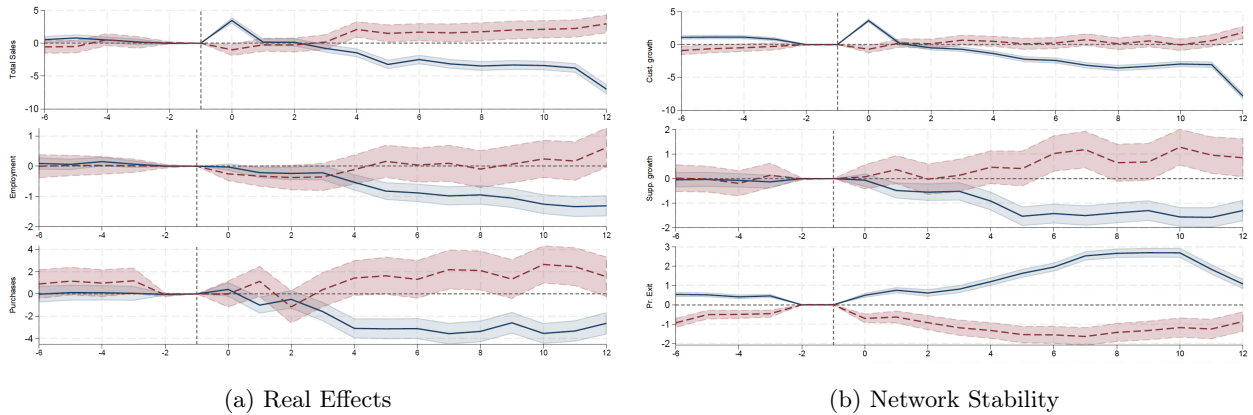 Total Sales
5
0
-5
-10
-6 -4 -2 0 2 4 6 8 10 12
Employment
1
0
-1
-2
-6 -4 -2 0 2 4 6 8 10 12
Purchases
4
2
0
-2
-4
-6 -4 -2 0 2 4 6 8 10 12
(a) Real Effects
Cust. growth
5
0
-5
-10
-6 -4 -2 0 2 4 6 8 10 12
Supp. growth
2
1
0
-1
-2
-6 -4 -2 0 2 4 6 8 10 12
Pr. Exit
3
2
1
0
-1
-2
-6 -4 -2 0 2 4 6 8 10 12
(b) Network Stability